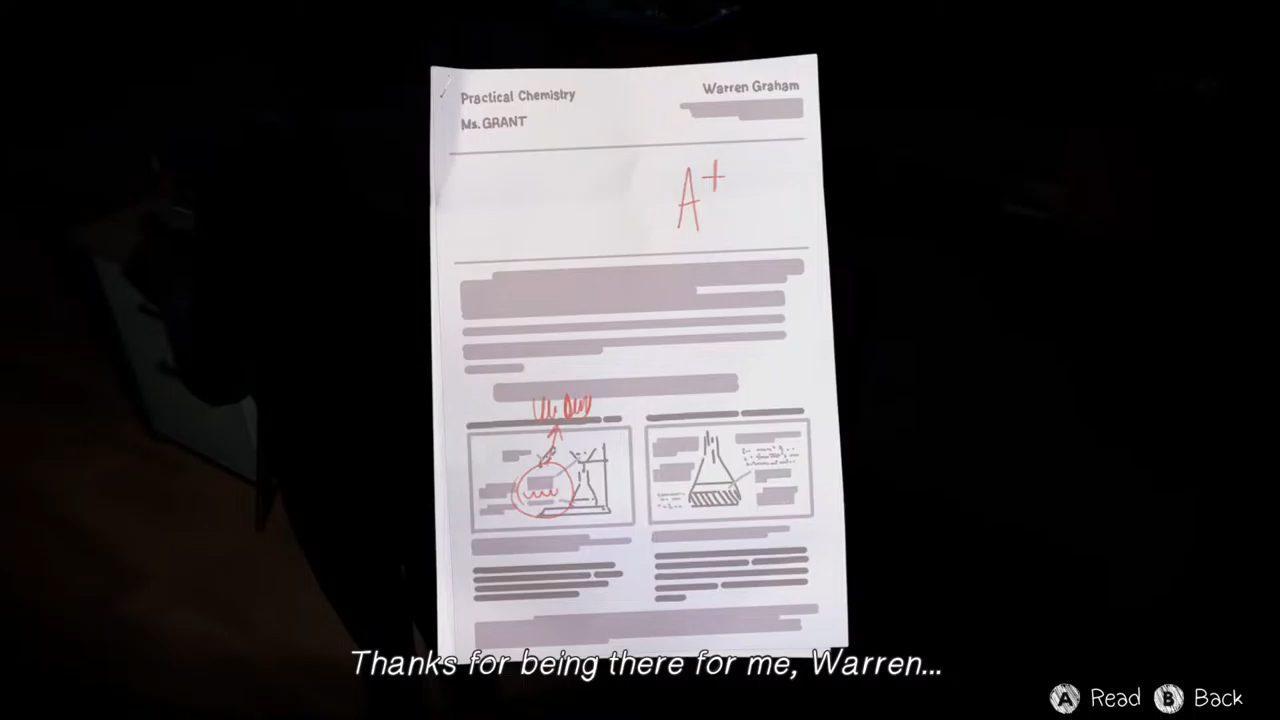 Practical Chemistry
Warren Graham
Ms. GRANT
A+
Thanks for being there for me, Warren...
A Read B Back